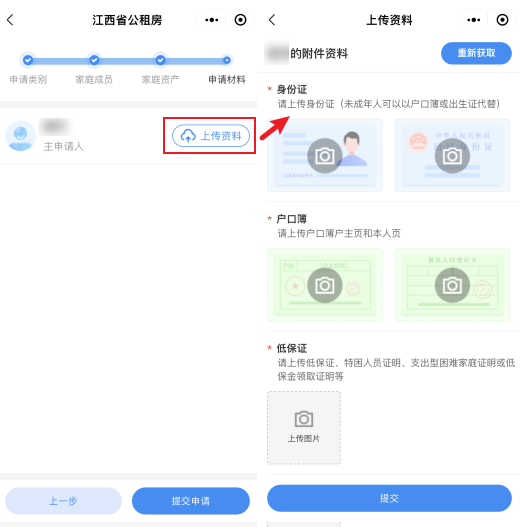 江西省公租房
申请类别
家庭成员
家庭资产
申请材料
主申请人
上传资料
上一步
提交申请
上传资料
的附件资料
重新获取
* 身份证
请上传身份证（未成年人可以以户口簿或出生证代替）
* 户口簿
请上传户口簿户主页和本人页
* 低保证
请上传低保证、特困人员证明、支出型困难家庭证明或低
保金领取证明等
上传图片
提交